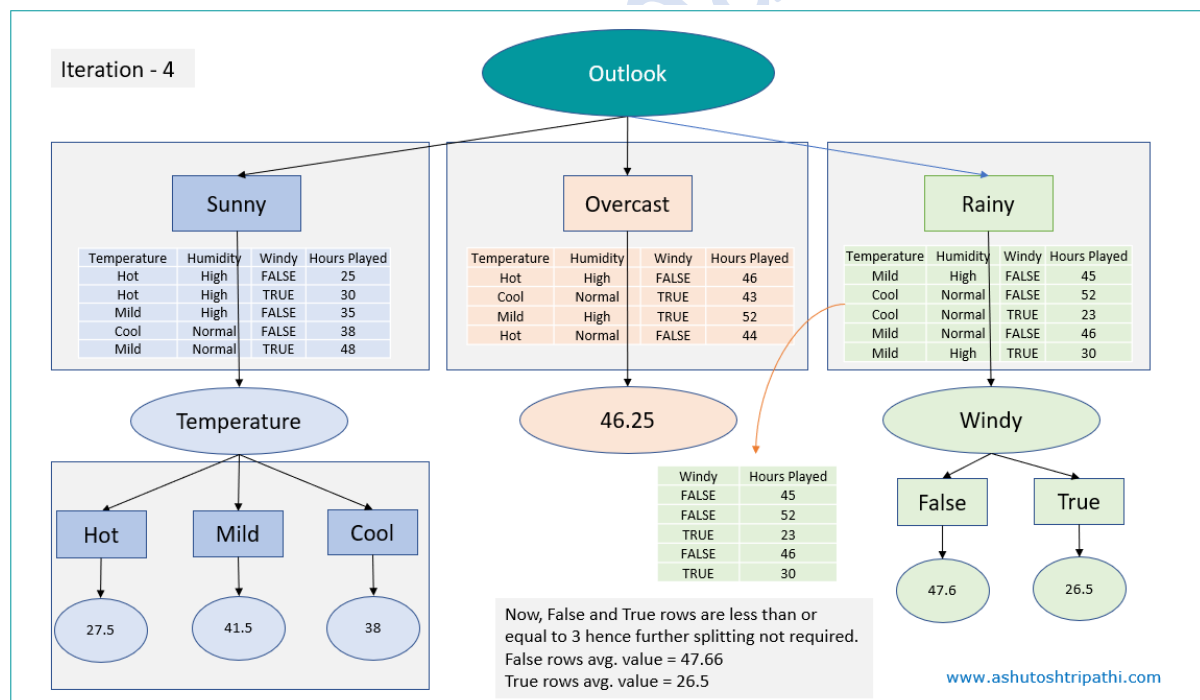 Iteration - 4
Outlook
Sunny
Temperature Humidity Windy Hours Played
Hot High FALSE 25
Hot High TRUE 30
Mild High FALSE 35
Cool Normal FALSE 38
Mild Normal TRUE 48
Overcast
Temperature Humidity Windy Hours Played
Hot High FALSE 46
Cool Normal TRUE 43
Mild High TRUE 52
Hot Normal FALSE 44
Rainy
Temperature Humidity Windy Hours Played
Mild High FALSE 45
Cool Normal FALSE 52
Cool Normal TRUE 23
Mild Normal FALSE 46
Mild High TRUE 30
Temperature
Hot
Mild
Cool
27.5
41.5
38
46.25
Windy Hours Played
FALSE 45
FALSE 52
TRUE 23
FALSE 46
TRUE 30
Windy
False
True
47.6
26.5
Now, False and True rows are less than or
equal to 3 hence further splitting not required.
False rows avg. value = 47.66
True rows avg. value = 26.5
www.ashutoshtripathi.com